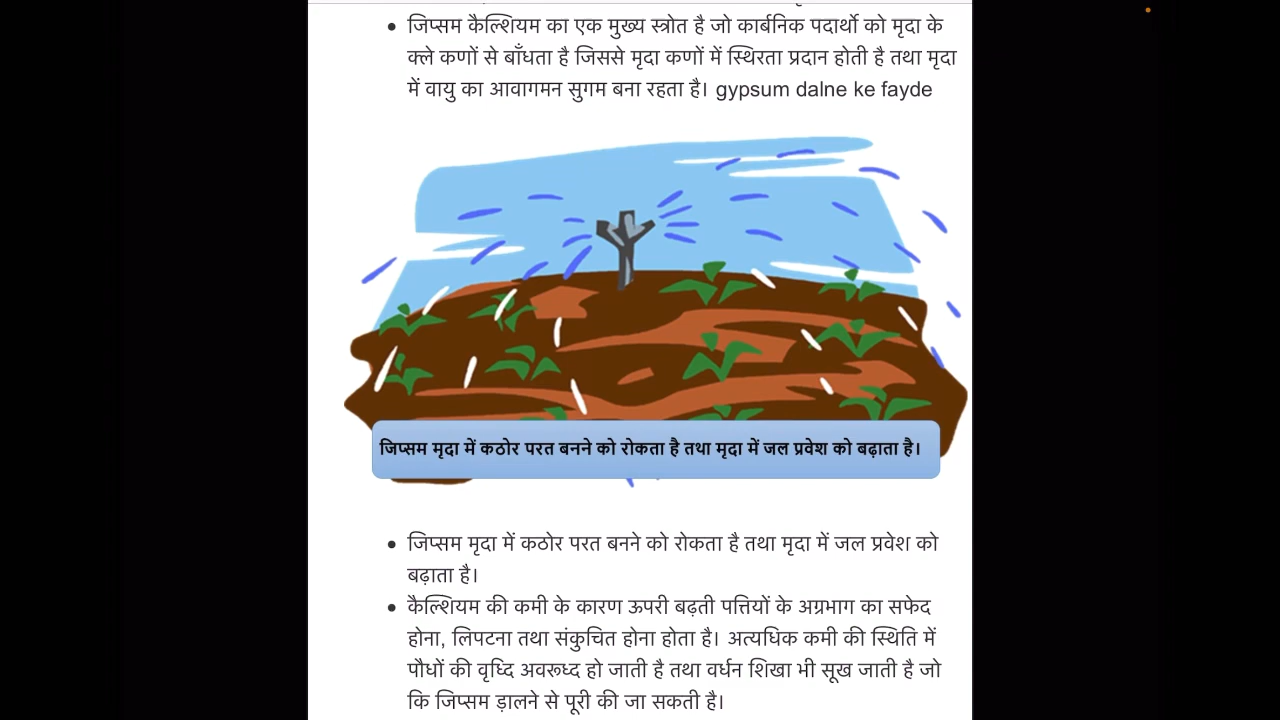 जिप्सम कैल्शियम का एक मुख्य स्त्रोत है जो कार्बनिक पदार्थो को मृदा के
क्ले कणों से बाँधता है जिससे मृदा कणों में स्थिरता प्रदान होती है तथा मृदा
में वायु का आवागमन सुगम बना रहता है। gypsum dalne ke fayde
जिप्सम मृदा में कठोर परत बनने को रोकता है तथा मृदा में जल प्रवेश को बढ़ाता है।
जिप्सम मृदा में कठोर परत बनने को रोकता है तथा मृदा में जल प्रवेश को
बढ़ाता है।
कैल्शियम की कमी के कारण ऊपरी बढ़ती पत्तियों के अग्रभाग का सफेद
होना, लिपटना तथा संकुचित होना होता है। अत्यधिक कमी की स्थिति में
पौधों की वृध्दि अवरूध्द हो जाती है तथा वर्धन शिखा भी सूख जाती है जो
कि जिप्सम ड़ालने से पूरी की जा सकती है।